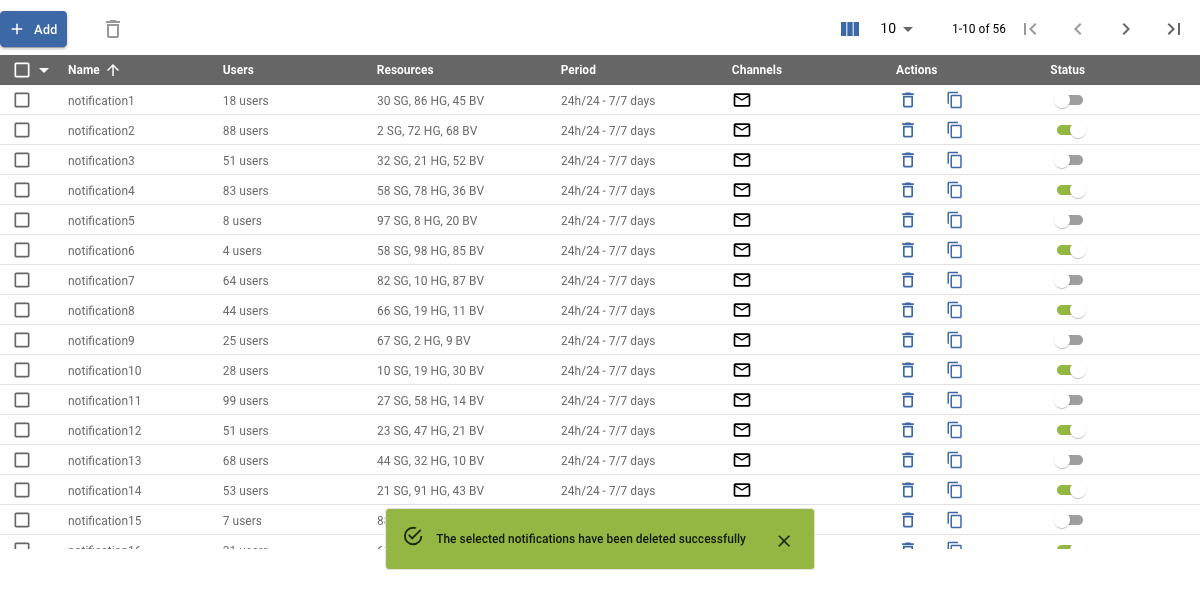 Add 10 1-10 of 56
Name Users Resources Period Channels Actions Status
notification1 18 users 30 SG, 86 HG, 45 BV 24h/24 - 7/7 days
notification2 88 users 2 SG, 72 HG, 68 BV 24h/24 - 7/7 days
notification3 51 users 32 SG, 21 HG, 52 BV 24h/24 - 7/7 days
notification4 83 users 58 SG, 78 HG, 36 BV 24h/24 - 7/7 days
notification5 8 users 97 SG, 8 HG, 20 BV 24h/24 - 7/7 days
notification6 4 users 58 SG, 98 HG, 85 BV 24h/24 - 7/7 days
notification7 64 users 82 SG, 10 HG, 87 BV 24h/24 - 7/7 days
notification8 44 users 66 SG, 19 HG, 11 BV 24h/24 - 7/7 days
notification9 25 users 67 SG, 2 HG, 9 BV 24h/24 - 7/7 days
notification10 28 users 10 SG, 19 HG, 30 BV 24h/24 - 7/7 days
notification11 99 users 27 SG, 58 HG, 14 BV 24h/24 - 7/7 days
notification12 51 users 23 SG, 47 HG, 21 BV 24h/24 - 7/7 days
notification13 68 users 44 SG, 32 HG, 10 BV 24h/24 - 7/7 days
notification14 53 users 21 SG, 91 HG, 43 BV 24h/24 - 7/7 days
notification15 7 users
The selected notifications have been deleted successfully